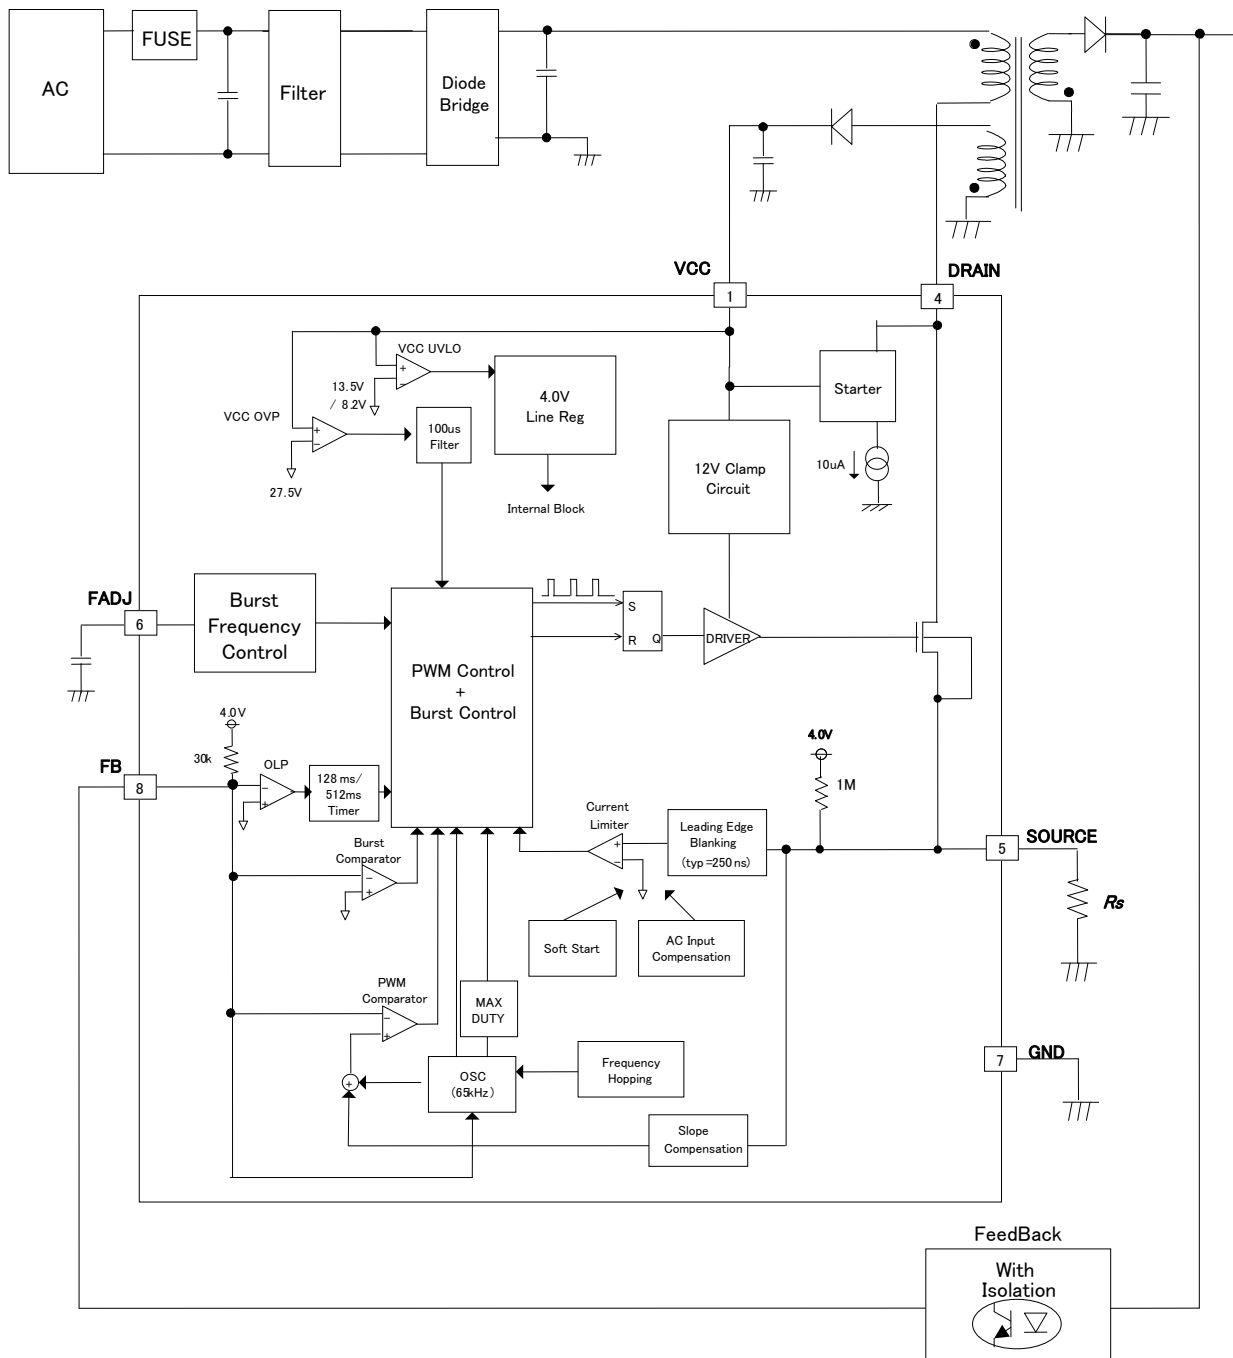 AC
FUSE
Filter
Diode
Bridge
VCC
DRAIN
1
4
VCC UVLO
13.5V
/ 8.2V
4.0V
Line Reg
Starter
VCC OVP
100us
Filter
27.5V
12V Clamp
Circuit
10uA
Internal Block
FADJ
6
Burst
Frequency
Control
PWM Control
+
Burst Control
S
R
Q
DRIVER
4.0V
30k
FB
8
OLP
128 ms/
512ms
Timer
4.0V
1M
Current
Limiter
Leading Edge
Blanking
(typ =250 ns)
SOURCE
5
Rs
Burst
Comparator
Soft Start
AC Input
Compensation
PWM
Comparator
MAX
DUTY
OSC
(65kHz)
Frequency
Hopping
7
GND
Slope
Compensation
FeedBack
With
Isolation